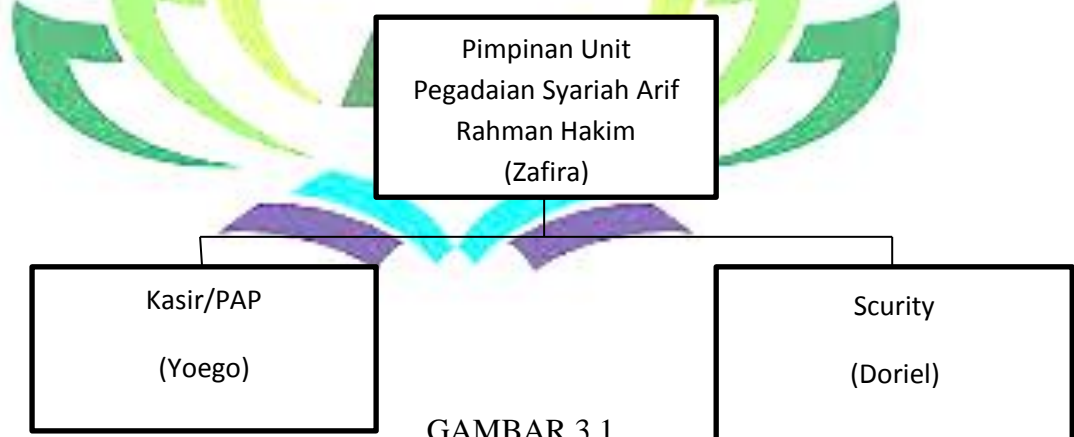 Pimpinan Unit
Pegadaian Syariah Arif
Rahman Hakim
(Zafira)
Kasir/PAP
(Yoego)
Scurity
(Doriel)
GAMBAR 3.1